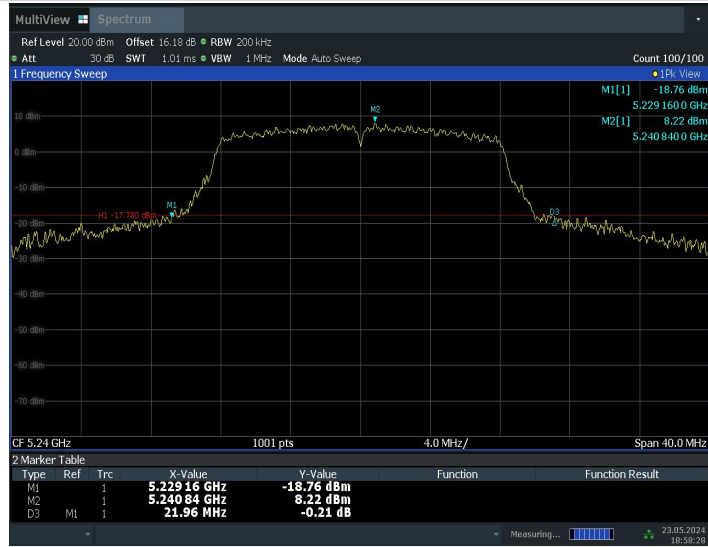 MultiView Spectrum
Ref Level 20.00 dBm Offset 16.18 dB RBW 200 kHz
Att 30 dB SWT 1.01 ms VBW 1 MHz Mode Auto Sweep Count 100/100
1 Frequency Sweep 1Pk View
M1[1] -18.76 dBm
5.229 160 0 GHz
M2[1] 8.22 dBm
5.240 840 0 GHz
M2
10 dBm
0 dBm
-10 dBm
M1
H1 -17.780 dBm
D3
-20 dBm
-30 dBm
-40 dBm
-50 dBm
-60 dBm
-70 dBm
CF 5.24 GHz 1001 pts 4.0 MHz/ Span 40.0 MHz
2 Marker Table
Type Ref Trc X-Value Y-Value Function Function Result
M1 1 5.229 16 GHz -18.76 dBm
M2 1 5.240 84 GHz 8.22 dBm
D3 M1 1 21.96 MHz -0.21 dB
Measuring... 23.05.2024
18:58:28